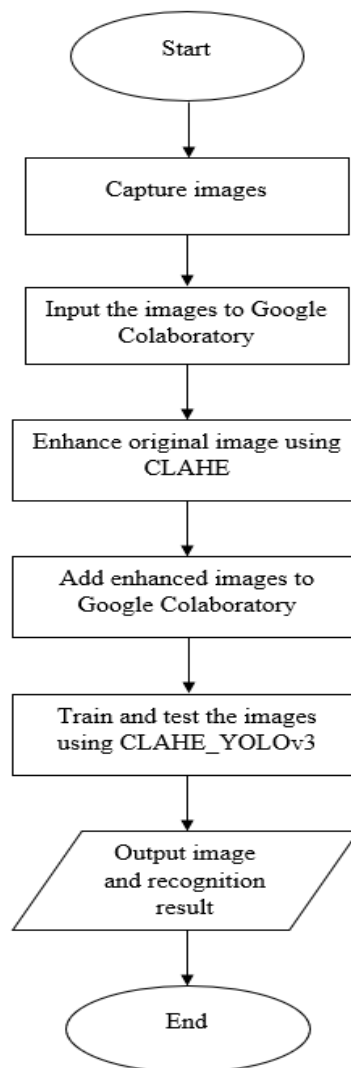 Start
Capture images
Input the images to Google
Colaboratory
Enhance original image using
CLAHE
Add enhanced images to
Google Colaboratory
Train and test the images
using CLAHE_YOLOv3
Output image
and recognition
result
End